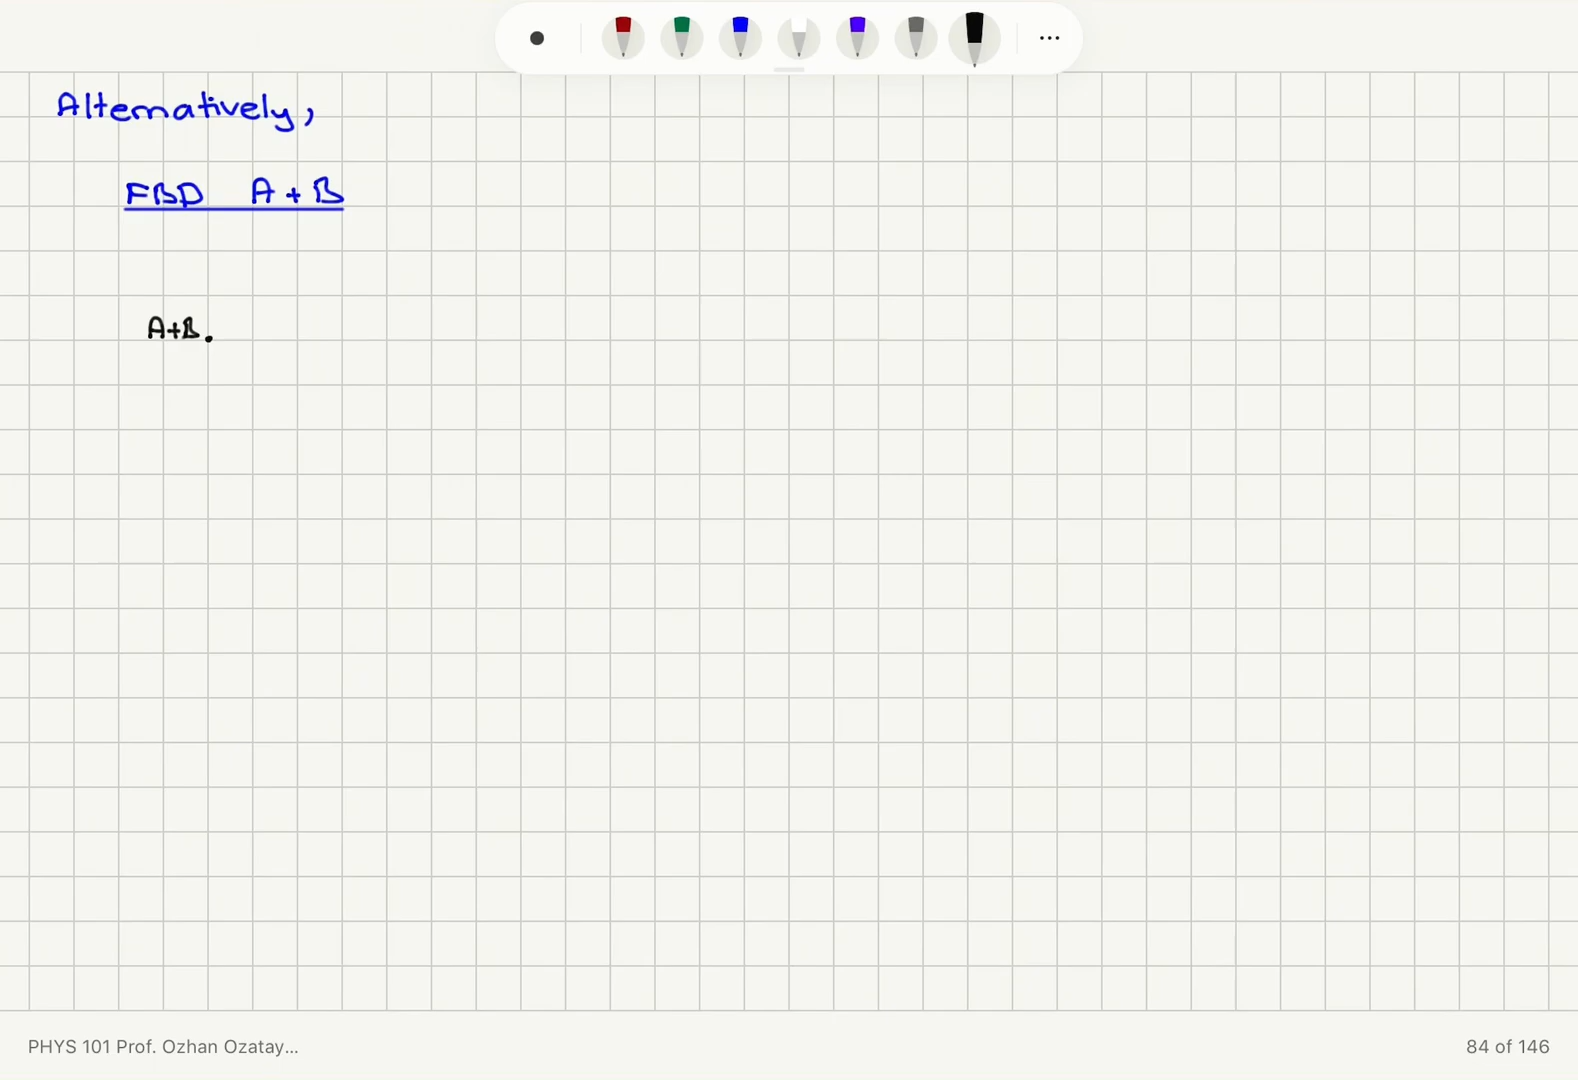 Alternatively,
FBD A + B
A+B.
PHYS 101 Prof. Ozhan Ozatay...
84 of 146